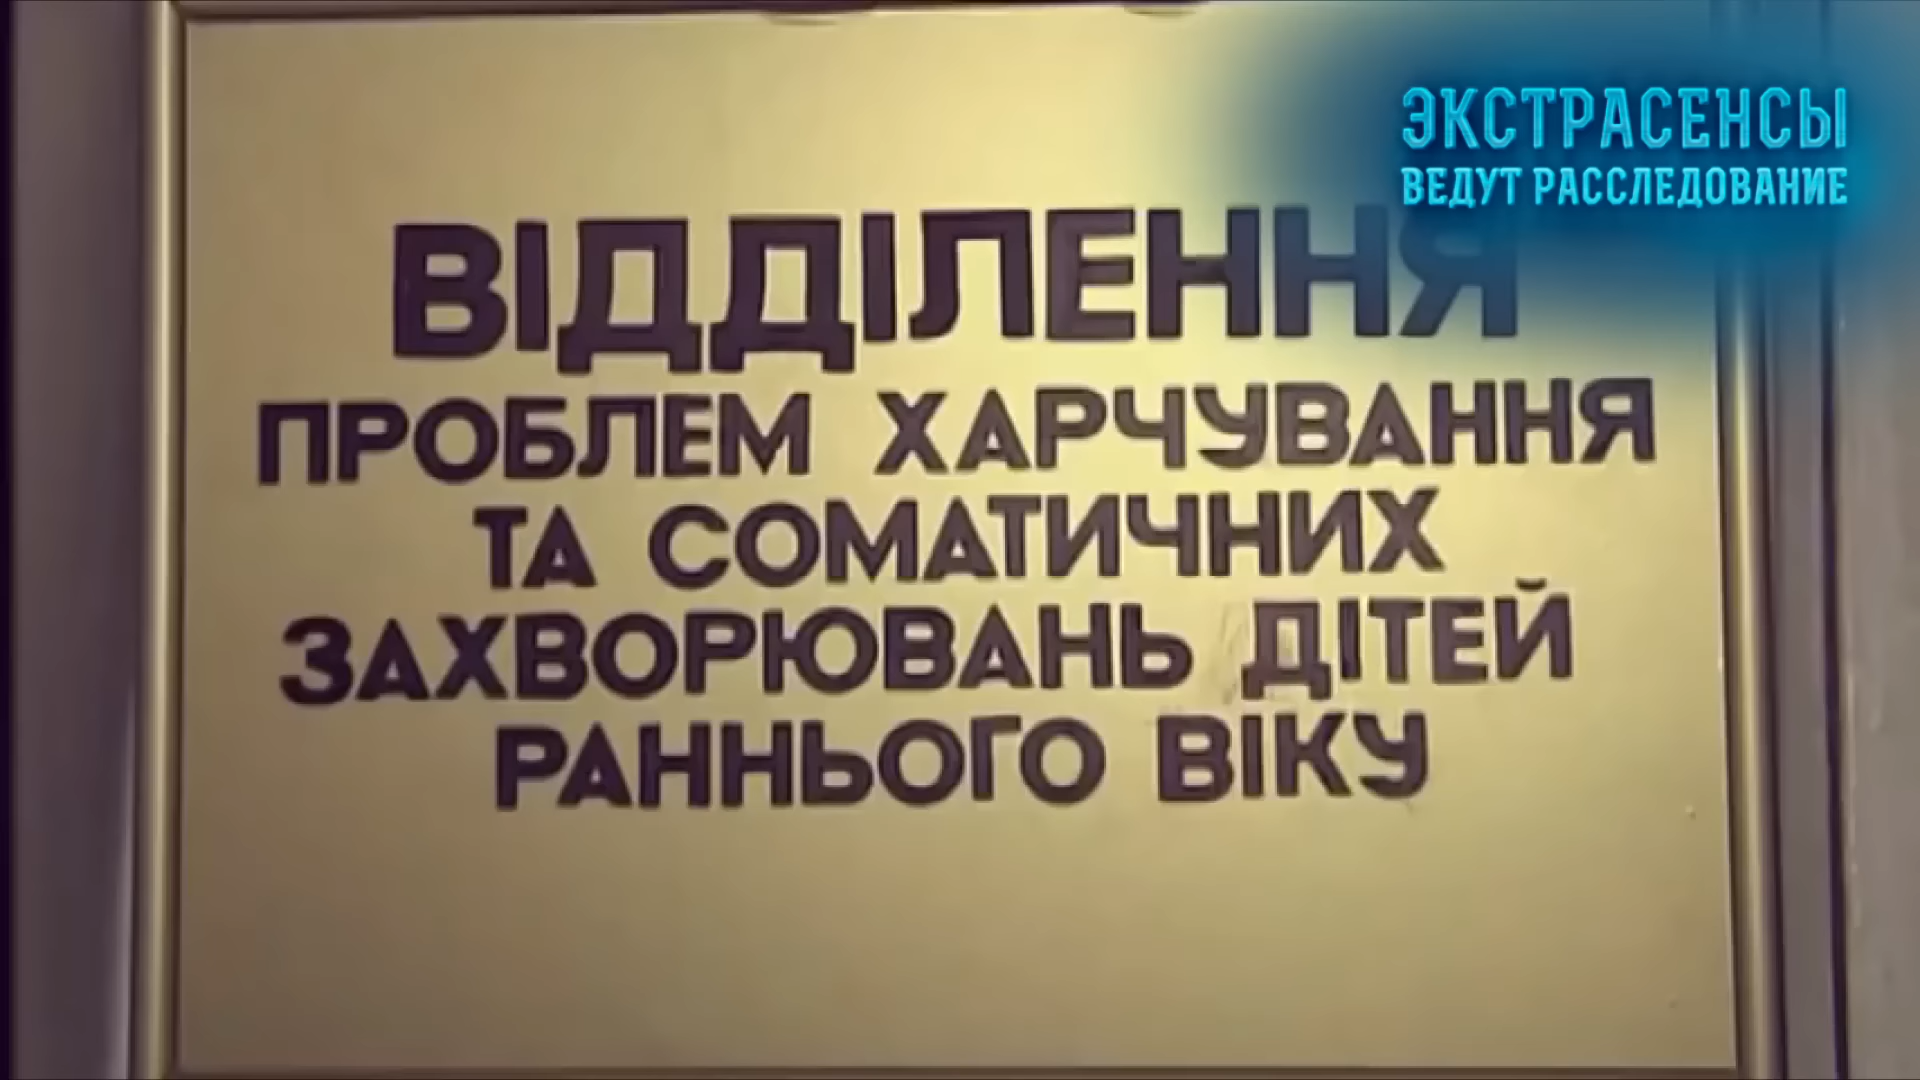 ЭКСТРАСЕНСЫ
ВЕДУТ РАССЛЕДОВАНИЕ
ВІДДІЛЕННЯ
ПРОБЛЕМ ХАРЧУВАННЯ
ТА СОМАТИЧНИХ
ЗАХВОРЮВАНЬ ДІТЕЙ
РАННЬОГО ВІКУ